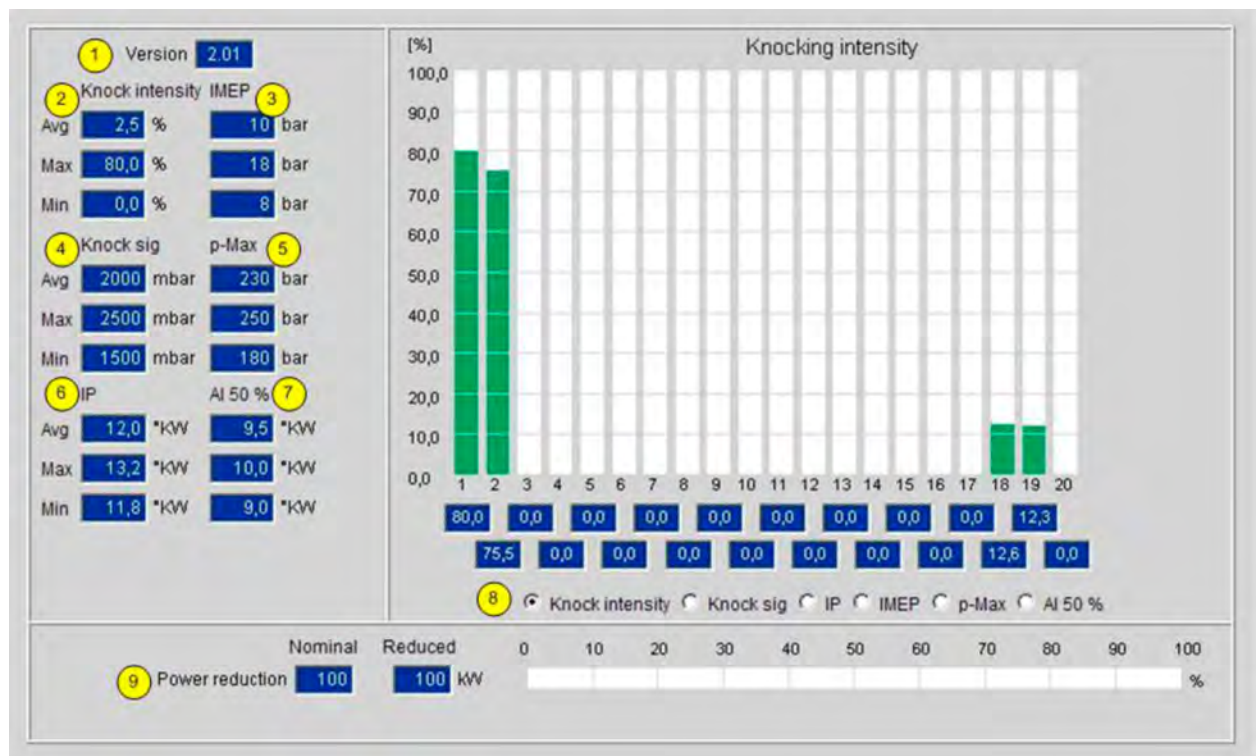 1 Version 2.01
2 Knock intensity IMEP 3
Avg 2,5 % 10 bar
Max 80,0 % 18 bar
Min 0,0 % 8 bar
4 Knock sig p-Max 5
Avg 2000 mbar 230 bar
Max 2500 mbar 250 bar
Min 1500 mbar 180 bar
6 IP AI 50 % 7
Avg 12,0 °KW 9,5 °KW
Max 13,2 °KW 10,0 °KW
Min 11,8 °KW 9,0 °KW
[%] Knocking intensity
100,0
90,0
80,0
70,0
60,0
50,0
40,0
30,0
20,0
10,0
0,0
1 2 3 4 5 6 7 8 9 10 11 12 13 14 15 16 17 18 19 20
80,0 0,0 0,0 0,0 0,0 0,0 0,0 0,0 0,0 12,3
75,5 0,0 0,0 0,0 0,0 0,0 0,0 0,0 12,6 0,0
8 Knock intensity Knock sig IP IMEP p-Max AI 50 %
Nominal Reduced 0 10 20 30 40 50 60 70 80 90 100
9 Power reduction 100 100 kW %